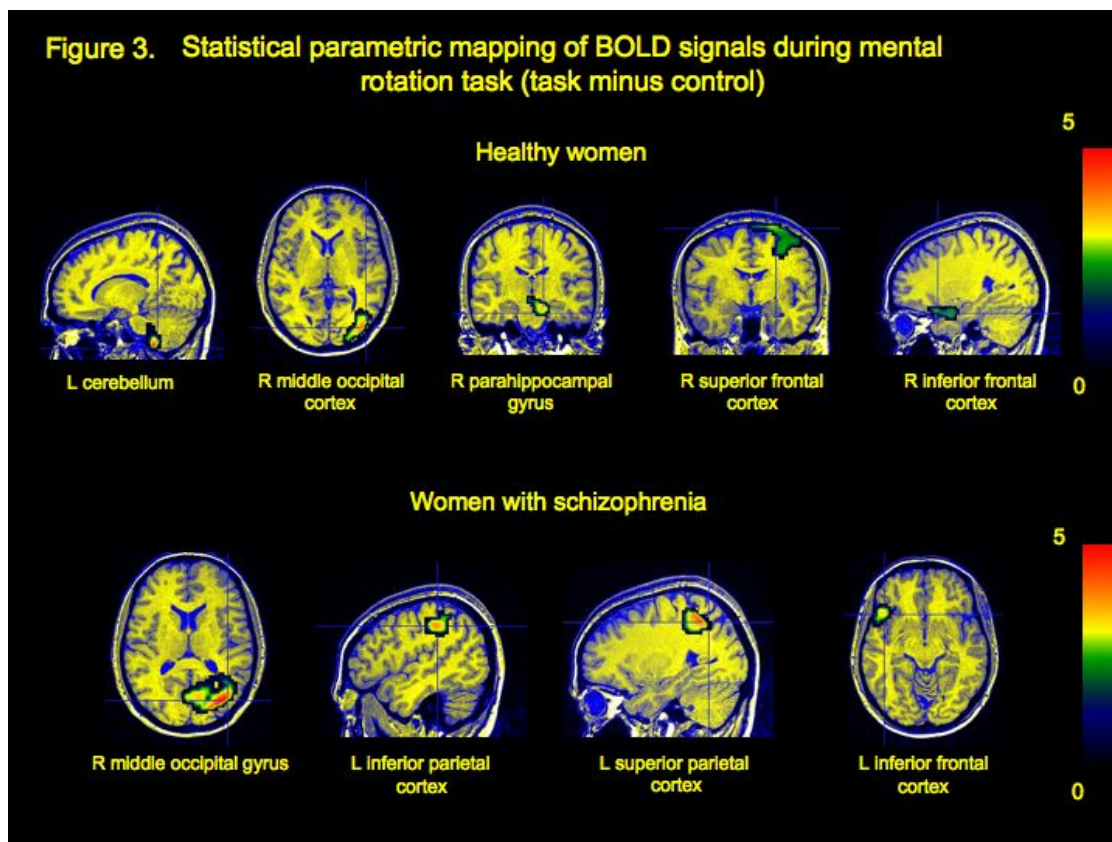 Figure 3. Statistical parametric mapping of BOLD signals during mental
rotation task (task minus control)
5
Healthy women
L cerebellum
R middle occipital
cortex
R parahippocampal
gyrus
R superior frontal
cortex
R inferior frontal
cortex
0
Women with schizophrenia
5
R middle occipital gyrus
L inferior parietal
cortex
L superior parietal
cortex
L inferior frontal
cortex
0